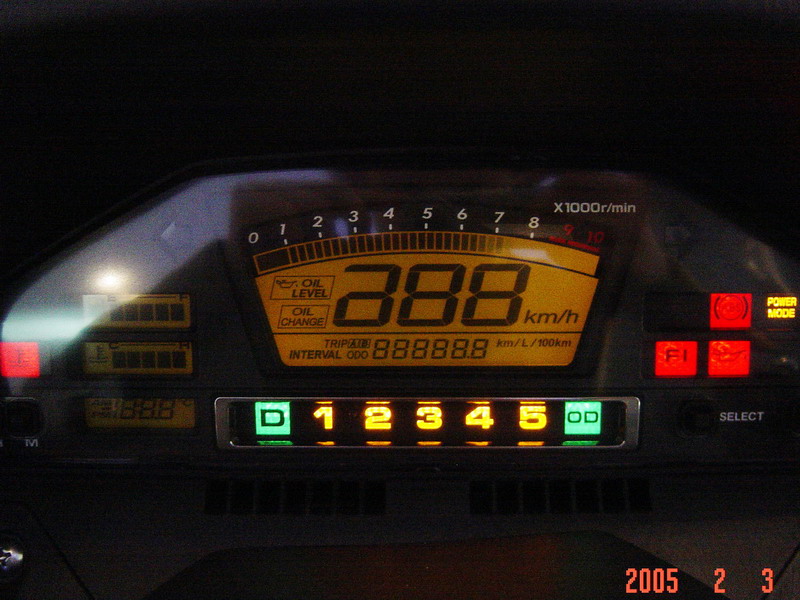 X1000r/min
0 1 2 3 4 5 6 7 8 9 10
OIL LEVEL
288 km/h
OIL CHANGE
TRIP A B
INTERVAL ODO 88888.8 km/L/100km
POWER MODE
FI
D 1 2 3 4 5 OD
SELECT
M
2005 2 3